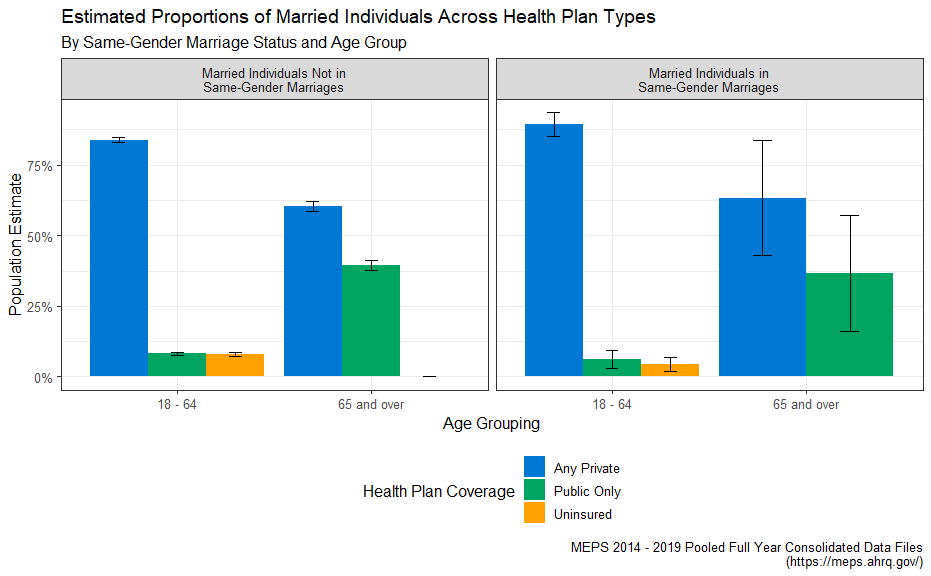 Estimated Proportions of Married Individuals Across Health Plan Types
By Same-Gender Marriage Status and Age Group
Married Individuals Not in
Same-Gender Marriages
Married Individuals in
Same-Gender Marriages
Population Estimate
75%
50%
25%
0%
18 - 64
65 and over
18 - 64
65 and over
Age Grouping
Health Plan Coverage
Any Private
Public Only
Uninsured
MEPS 2014 - 2019 Pooled Full Year Consolidated Data Files
(https://meps.ahrq.gov/)